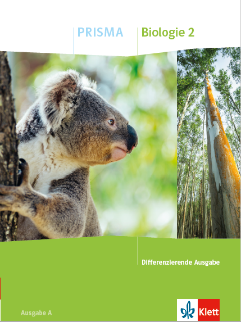 PRISMA Biologie 2
Differenzierende Ausgabe
Ausgabe A
Klett